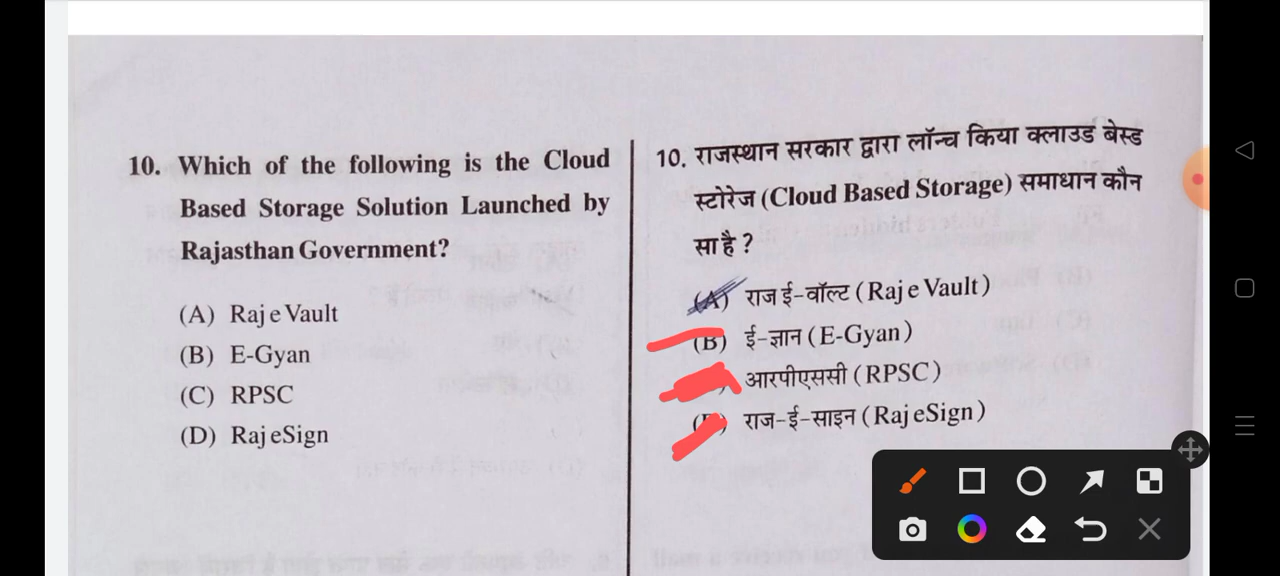 10. Which of the following is the Cloud
Based Storage Solution Launched by
Rajasthan Government?
(A) Raj e Vault
(B) E-Gyan
(C) RPSC
(D) Raj eSign
10. राजस्थान सरकार द्वारा लॉन्च किया क्लाउड बेस्ड
स्टोरेज (Cloud Based Storage) समाधान कौन
सा है ?
(A) राज ई-वॉल्ट (Raj e Vault)
(B) ई-ज्ञान (E-Gyan)
आरपीएससी (RPSC)
राज-ई-साइन (Raj eSign)